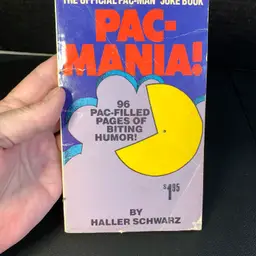 THE OFFICIAL PAC-MAN JOKE BOOK
PAC-
MANIA!
96
PAC-FILLED
PAGES OF
BITING
HUMOR!
$1.95
BY
HALLER SCHWARZ